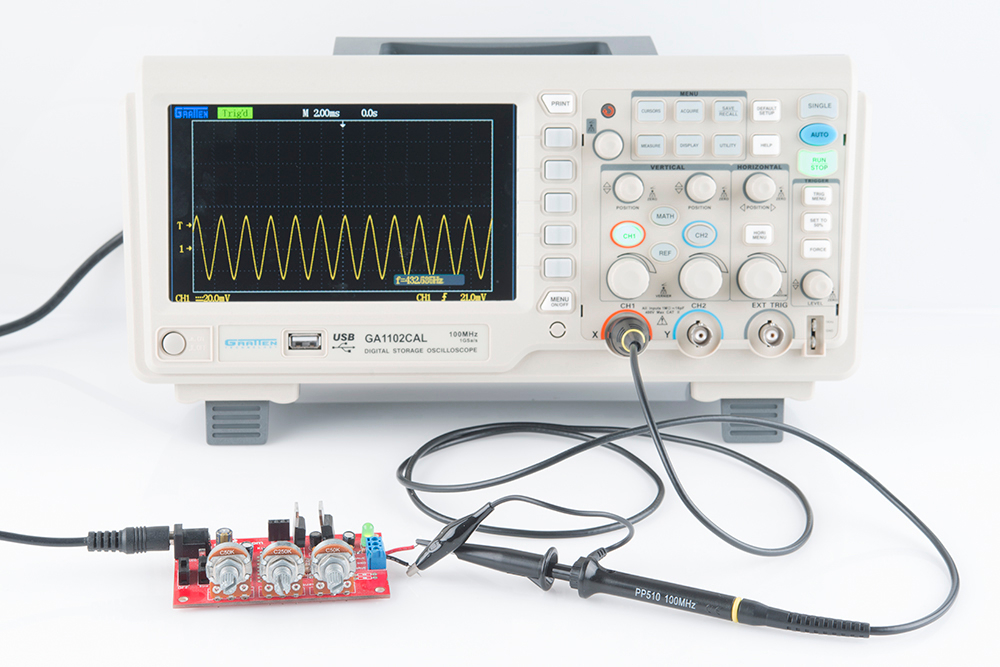 GRATTEN Trig'd M 2.00ms 0.0s
T
1
CH1 20.0mV CH1 21.0mV
PRINT
MENU
ON/OFF
MENU
CURSORS ACQUIRE SAVE RECALL DEFAULT SETUP SINGLE
MEASURE DISPLAY UTILITY HELP AUTO
RUN
STOP
VERTICAL HORIZONTAL TRIGGER
POSITION POSITION POSITION
ZERO ZERO
TRIG
MENU
MATH
CH1 CH2
REF
HORI
MENU
SET TO
50%
FORCE
LEVEL
CH1 CH2 EXT TRIG
X Y
GRATTEN
USB
GA1102CAL
100MHz
1GSa/s
DIGITAL STORAGE OSCILLOSCOPE
C50K C250K C50K
PP510 100MHz